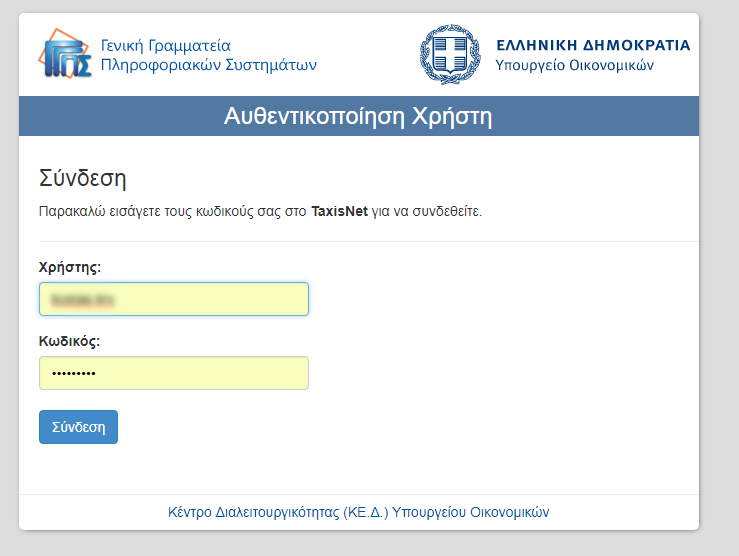 Γενική Γραμματεία
Πληροφοριακών Συστημάτων
ΕΛΛΗΝΙΚΗ ΔΗΜΟΚΡΑΤΙΑ
Υπουργείο Οικονομικών
Αυθεντικοποίηση Χρήστη
Σύνδεση
Παρακαλώ εισάγετε τους κωδικούς σας στο TaxisNet για να συνδεθείτε.
Χρήστης:
Κωδικός:
•••••••••
Σύνδεση
Κέντρο Διαλειτουργικότητας (ΚΕ.Δ.) Υπουργείου Οικονομικών